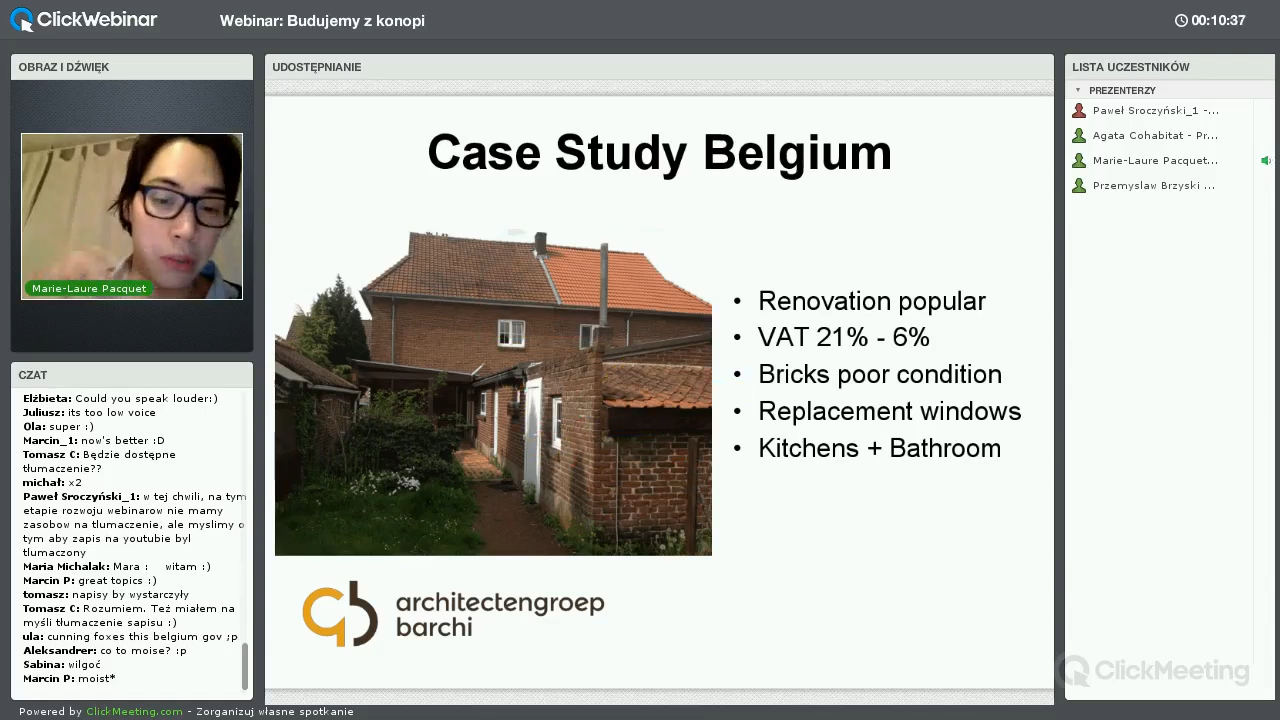 ClickWebinar
Webinar: Budujemy z konopi
00:10:37
OBRAZ I DŹWIĘK
Marie-Laure Pacquet
CZAT
Elżbieta: Could you speak louder:)
Juliusz: its too low voice
Ola: super :)
Marcin_1: now's better :D
Tomasz C: Będzie dostępne
tłumaczenie??
michał: x2
Paweł Sroczyński_1: w tej chwili, na tym
etapie rozwoju webinarow nie mamy
zasobow na tlumaczenie, ale myslimy o
tym aby zapis na youtubie byl
tlumaczony
Maria Michalak: Mara : witam :)
Marcin P: great topics :)
tomasz: napisy by wystarczyły
Tomasz C: Rozumiem. Też miałem na
myśli tłumaczenie sapisu :)
ula: cunning foxes this belgium gov ;p
Aleksandrer: co to moise? :p
Sabina: wilgoć
Marcin P: moist*
UDOSTĘPNIANIE
Case Study Belgium
• Renovation popular
• VAT 21% - 6%
• Bricks poor condition
• Replacement windows
• Kitchens + Bathroom
architectengroep
barchi
LISTA UCZESTNIKÓW
PREZENTERZY
Paweł Sroczyński_1 -...
Agata Cohabitat - Pr...
Marie-Laure Pacquet...
Przemyslaw Brzyski ...
ClickMeeting
Powered by ClickMeeting.com - Zorganizuj własne spotkanie